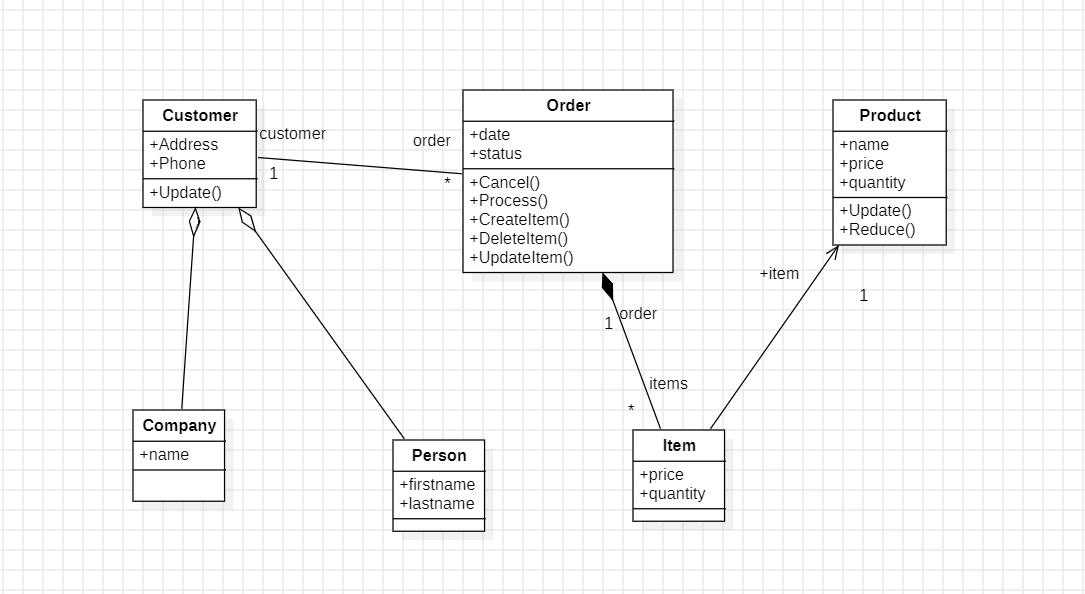 Customer
+Address
+Phone
+Update()
customer
1
order
*
Order
+date
+status
+Cancel()
+Process()
+CreateItem()
+DeleteItem()
+UpdateItem()
Product
+name
+price
+quantity
+Update()
+Reduce()
+item
1
order
1
items
*
Company
+name
Person
+firstname
+lastname
Item
+price
+quantity